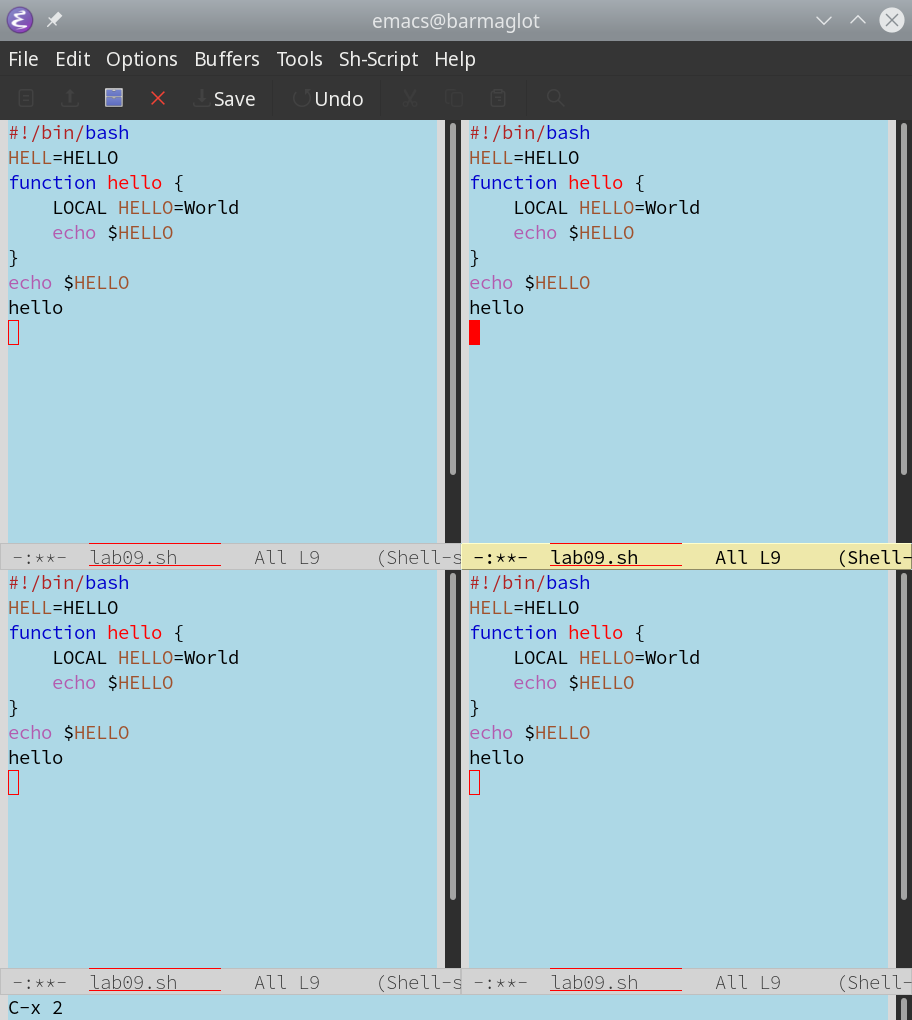 emacs@barmaglot
File Edit Options Buffers Tools Sh-Script Help
Save Undo
#!/bin/bash
HELL=HELLO
function hello {
    LOCAL HELLO=World
    echo $HELLO
}
echo $HELLO
hello
-:**- lab09.sh All L9 (Shell-s
#!/bin/bash
HELL=HELLO
function hello {
    LOCAL HELLO=World
    echo $HELLO
}
echo $HELLO
hello
-:**- lab09.sh All L9 (Shell-
#!/bin/bash
HELL=HELLO
function hello {
    LOCAL HELLO=World
    echo $HELLO
}
echo $HELLO
hello
-:**- lab09.sh All L9 (Shell-s
#!/bin/bash
HELL=HELLO
function hello {
    LOCAL HELLO=World
    echo $HELLO
}
echo $HELLO
hello
-:**- lab09.sh All L9 (Shell-
C-x 2